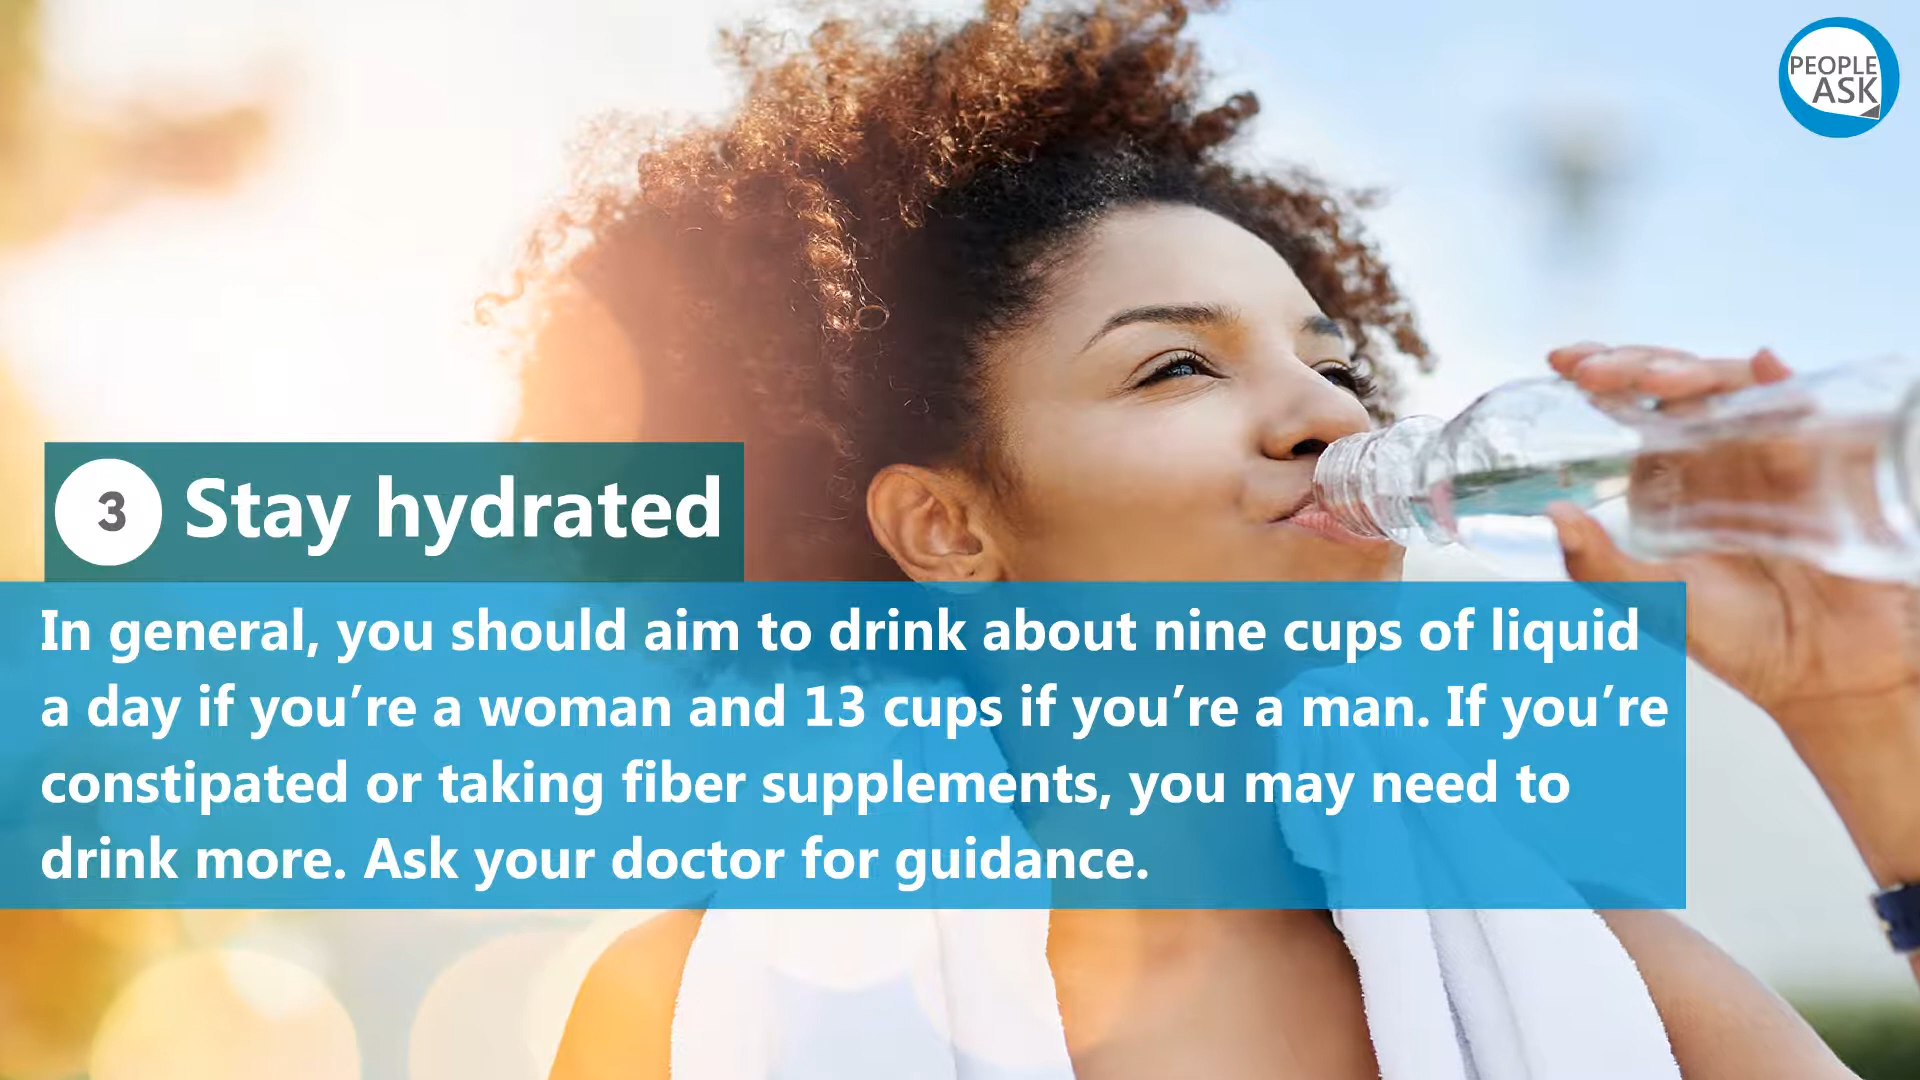 PEOPLE
ASK
3 Stay hydrated
In general, you should aim to drink about nine cups of liquid
a day if you’re a woman and 13 cups if you’re a man. If you’re
constipated or taking fiber supplements, you may need to
drink more. Ask your doctor for guidance.